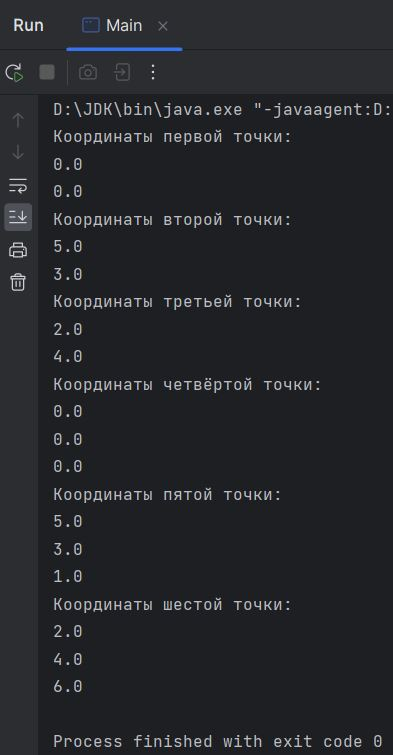 Run
Main
D:\JDK\bin\java.exe "-javaagent:D:
Координаты первой точки:
0.0
0.0
Координаты второй точки:
5.0
3.0
Координаты третьей точки:
2.0
4.0
Координаты четвёртой точки:
0.0
0.0
0.0
Координаты пятой точки:
5.0
3.0
1.0
Координаты шестой точки:
2.0
4.0
6.0
Process finished with exit code 0